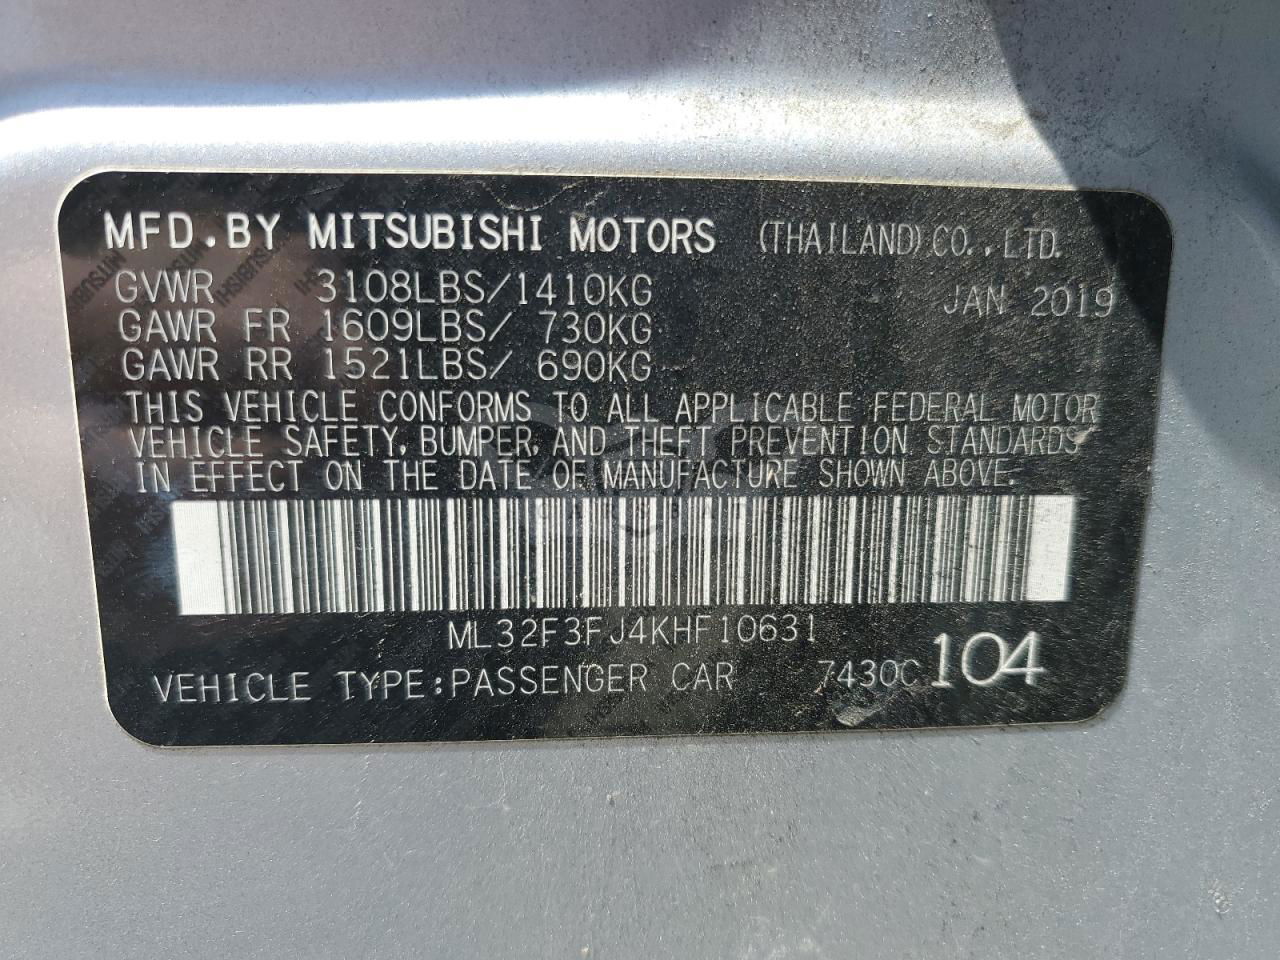 MFD.BY MITSUBISHI MOTORS (THAILAND)CO.,LTD.
GVWR 3108LBS/1410KG JAN 2019
GAWR FR 1609LBS/ 730KG
GAWR RR 1521LBS/ 690KG
THIS VEHICLE CONFORMS TO ALL APPLICABLE FEDERAL MOTOR
VEHICLE SAFETY, BUMPER, AND THEFT PREVENTION STANDARDS
IN EFFECT ON THE DATE OF MANUFACTURE SHOWN ABOVE.
ML32F3FJ4KHF10631
VEHICLE TYPE:PASSENGER CAR 7430C 104